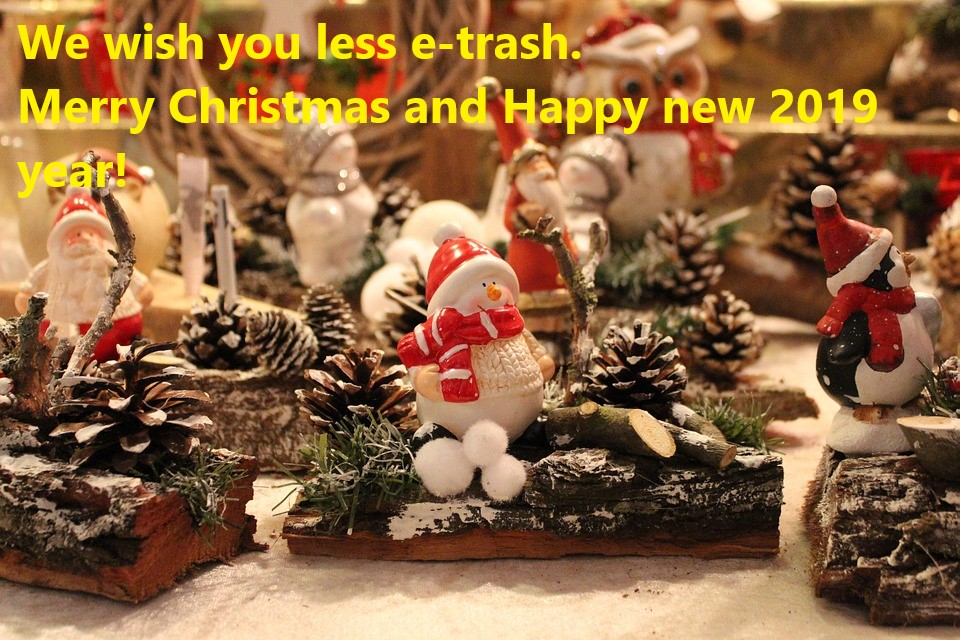 We wish you less e-trash.
Merry Christmas and Happy new 2019
year!